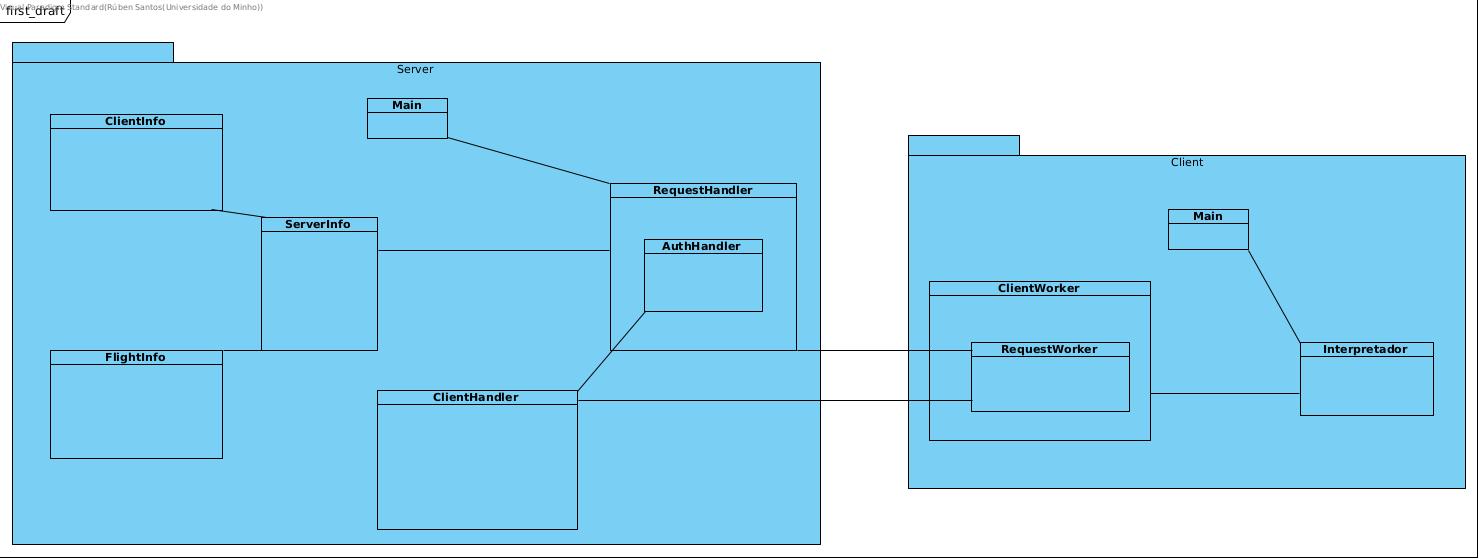 Visual Paradigm Standard(Rúben Santos(Universidade do Minho))
first_draft
Server
Main
ClientInfo
RequestHandler
ServerInfo
AuthHandler
FlightInfo
ClientHandler
Client
Main
ClientWorker
RequestWorker
Interpretador